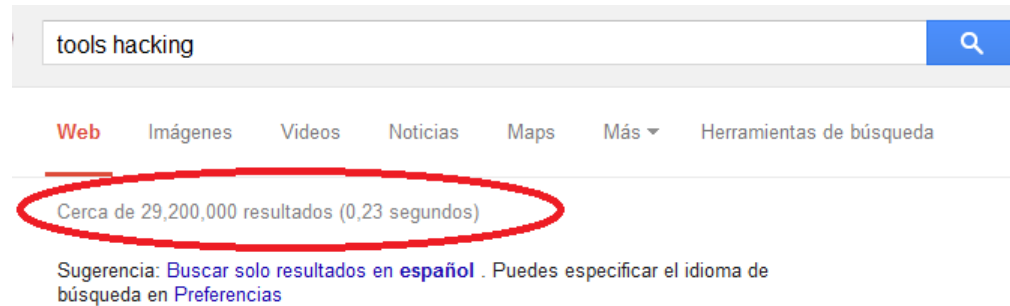 tools hacking
Web Imágenes Videos Noticias Maps Más Herramientas de búsqueda
Cerca de 29,200,000 resultados (0,23 segundos)
Sugerencia: Buscar solo resultados en español . Puedes especificar el idioma de
búsqueda en Preferencias